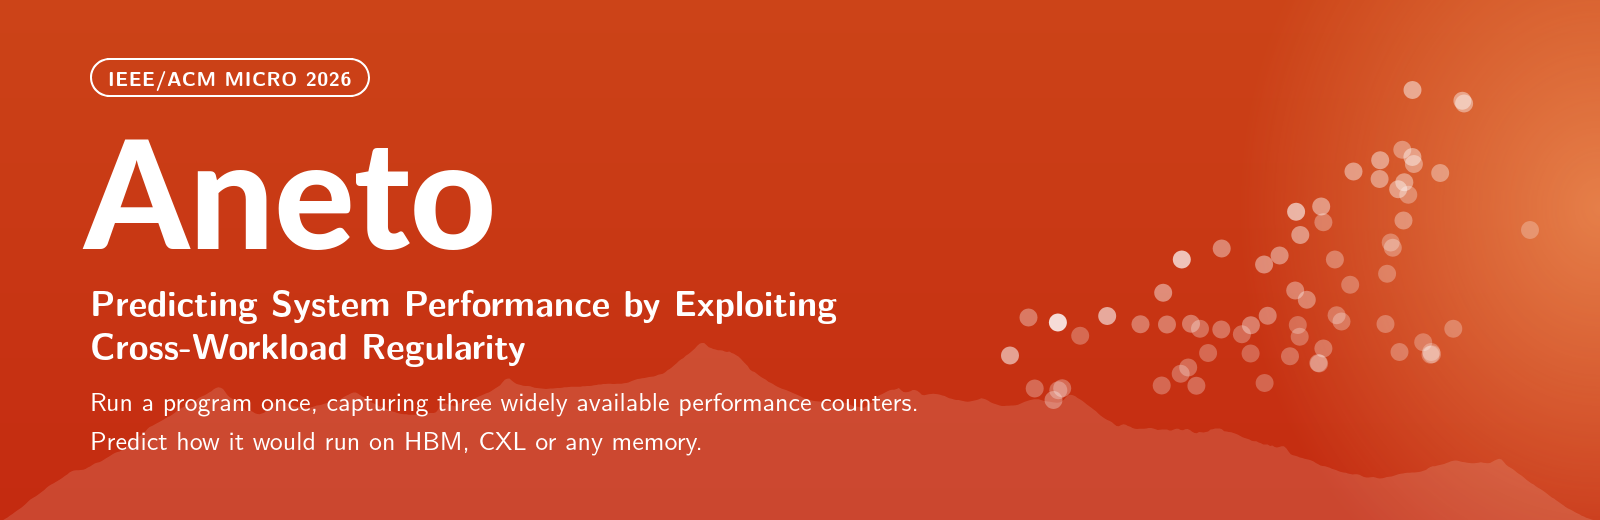 IEEE/ACM MICRO 2026
Aneto
Predicting System Performance by Exploiting
Cross-Workload Regularity
Run a program once, capturing three widely available performance counters.
Predict how it would run on HBM, CXL or any memory.